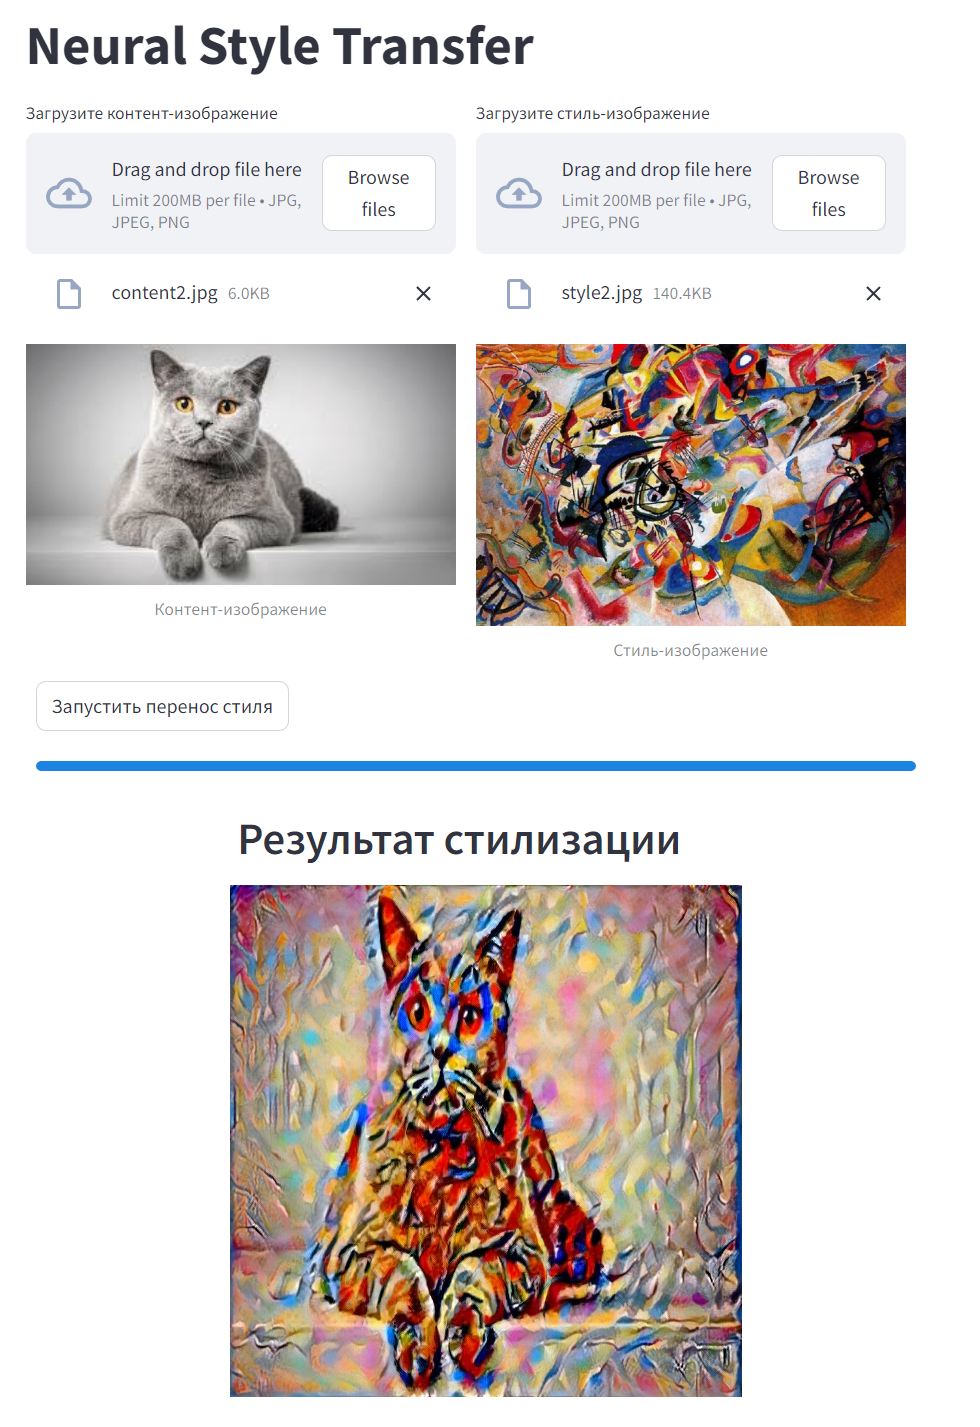 Neural Style Transfer
Загрузите контент-изображение
Drag and drop file here
Limit 200MB per file • JPG,
JPEG, PNG
Browse
files
content2.jpg 6.0KB
Контент-изображение
Загрузите стиль-изображение
Drag and drop file here
Limit 200MB per file • JPG,
JPEG, PNG
Browse
files
style2.jpg 140.4KB
Стиль-изображение
Запустить перенос стиля
Результат стилизации